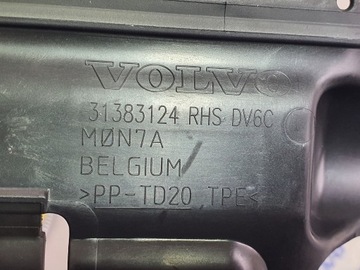 VOLVO
31383124 RHS DV6C
MØN7A
BELGIUM
>PP-TD20 TPE<